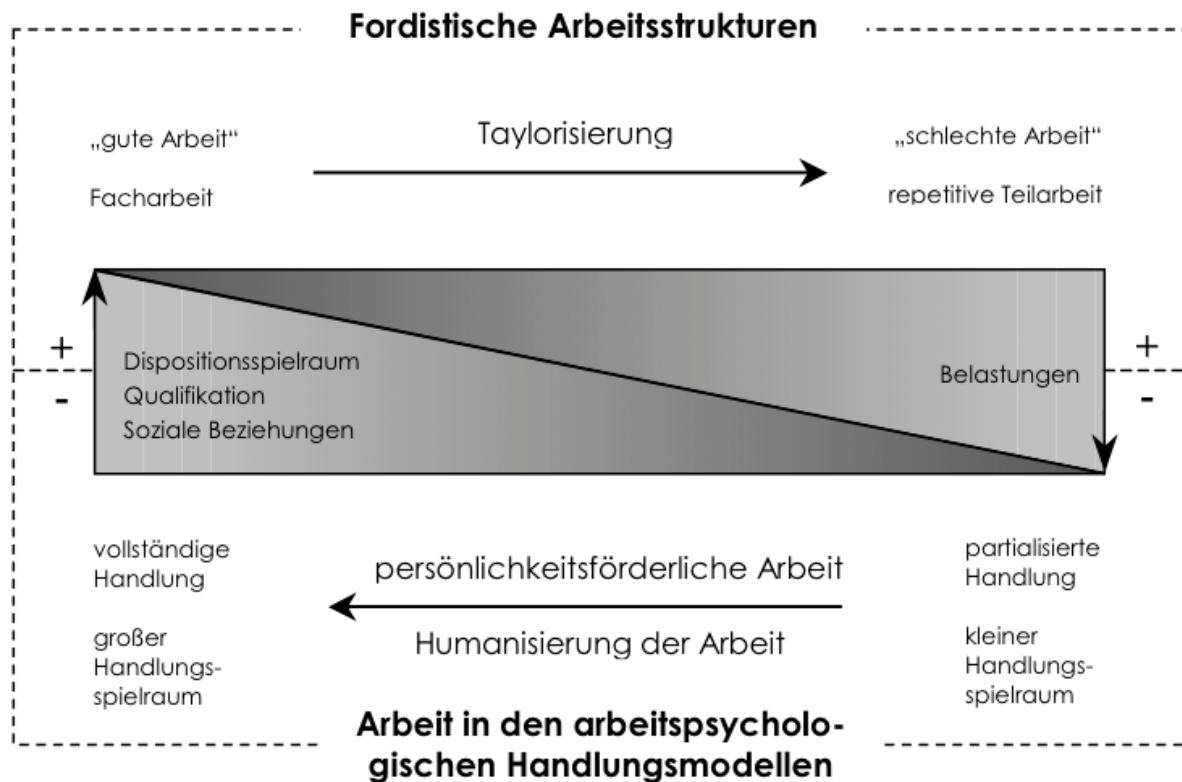 Fordistische Arbeitsstrukturen
„gute Arbeit“
Taylorisierung
„schlechte Arbeit“
Facharbeit
repetitive Teilarbeit
+
-
Dispositionsspielraum
Qualifikation
Soziale Beziehungen
Belastungen
+
-
vollständige
Handlung
großer
Handlungs-
spielraum
persönlichkeitsförderliche Arbeit
Humanisierung der Arbeit
partialisierte
Handlung
kleiner
Handlungs-
spielraum
Arbeit in den arbeitspsycholo-
gischen Handlungsmodellen